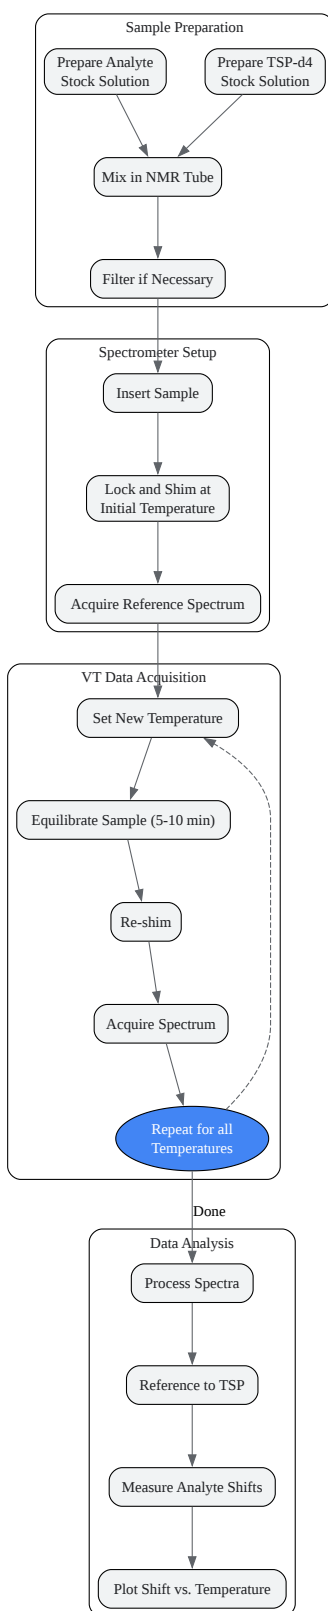 Sample Preparation
Prepare Analyte
Stock Solution
Prepare TSP-d4
Stock Solution
Mix in NMR Tube
Filter if Necessary
Spectrometer Setup
Insert Sample
Lock and Shim at
Initial Temperature
Acquire Reference Spectrum
VT Data Acquisition
Set New Temperature
Equilibrate Sample (5-10 min)
Re-shim
Acquire Spectrum
Repeat for all
Temperatures
Done
Data Analysis
Process Spectra
Reference to TSP
Measure Analyte Shifts
Plot Shift vs. Temperature